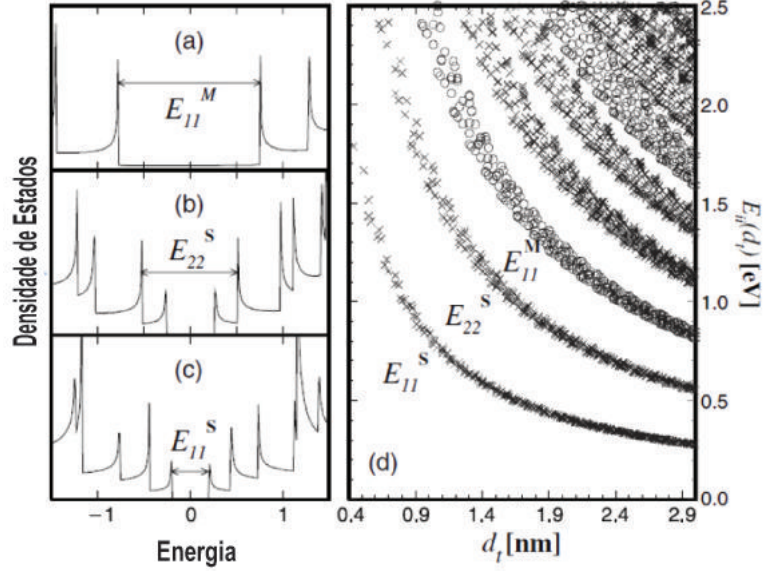 Densidade de Estados
(a)
E₁₁ᴹ
(b)
E₂₂ˢ
(c)
E₁₁ˢ
−1 0 1
Energia
2.5
2.0
1.5
1.0
0.5
0.0
Eᵢᵢ(dₜ) [eV]
E₁₁ᴹ
E₂₂ˢ
E₁₁ˢ
(d)
0.4 0.9 1.4 1.9 2.4 2.9
dₜ [nm]